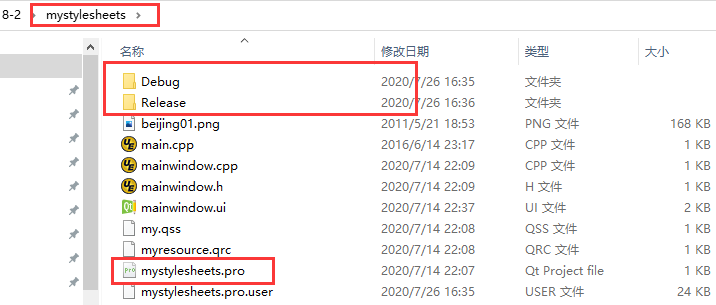 8-2 > mystylesheets >
名称 修改日期 类型 大小
Debug 2020/7/26 16:35 文件夹
Release 2020/7/26 16:36 文件夹
beijing01.png 2011/5/21 18:53 PNG 文件 168 KB
main.cpp 2016/6/14 23:17 CPP 文件 1 KB
mainwindow.cpp 2020/7/14 22:09 CPP 文件 1 KB
mainwindow.h 2020/7/14 22:09 H 文件 1 KB
mainwindow.ui 2020/7/14 22:37 UI 文件 2 KB
my.qss 2020/7/14 22:08 QSS 文件 1 KB
myresource.qrc 2020/7/14 22:08 QRC 文件 1 KB
mystylesheets.pro 2020/7/14 22:07 Qt Project file 1 KB
mystylesheets.pro.user 2020/7/26 16:35 USER 文件 24 KB